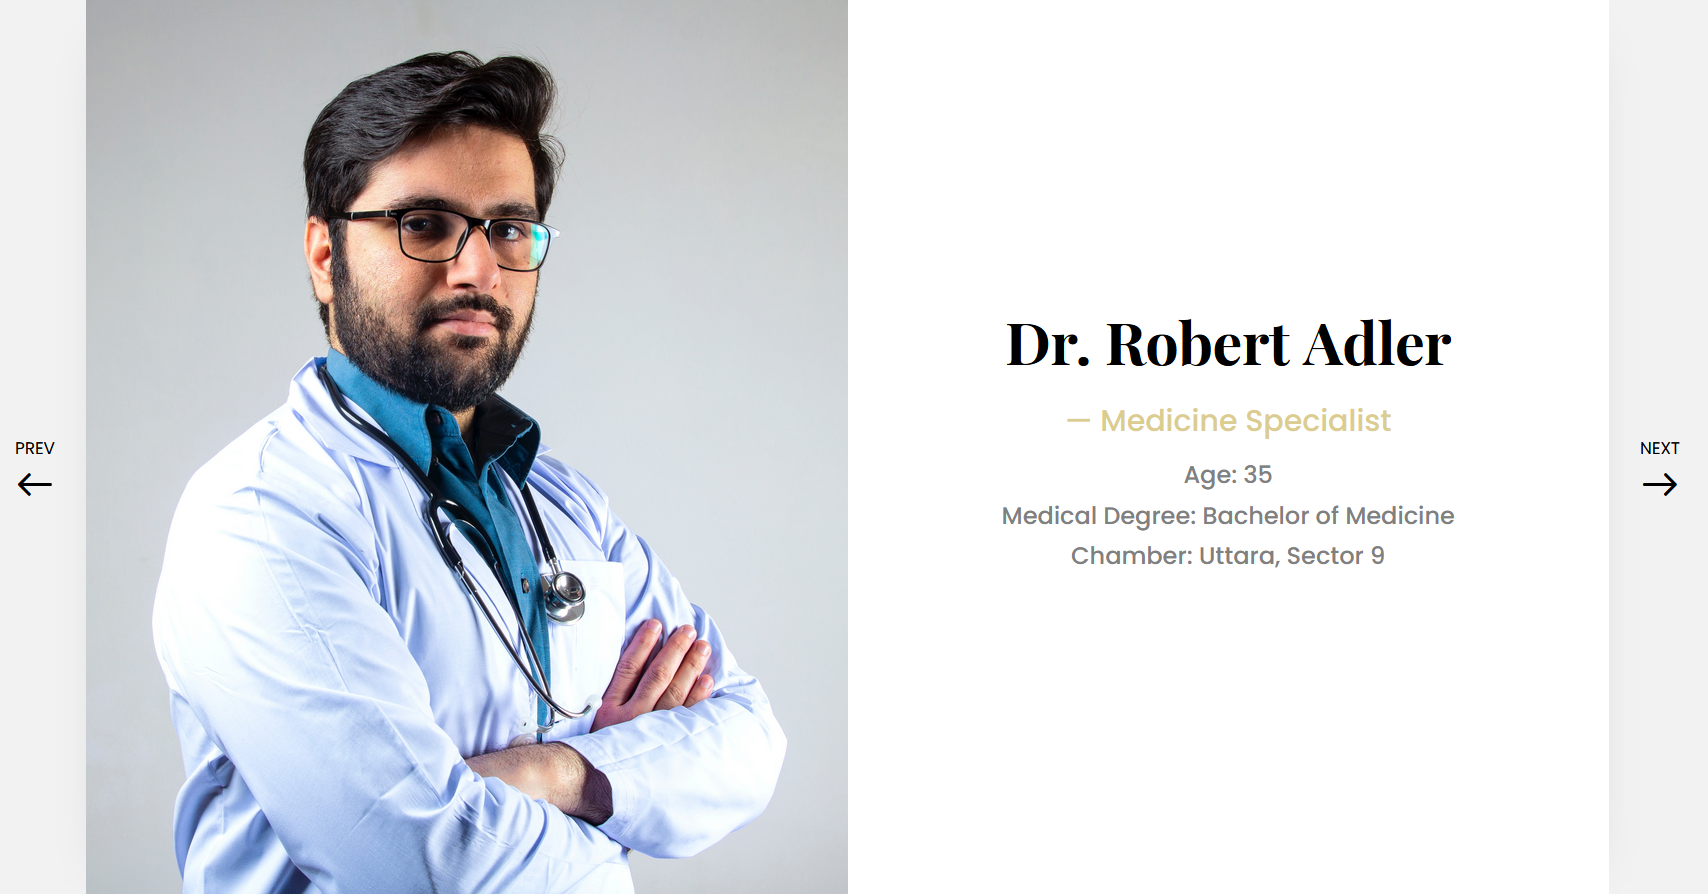 PREV
Dr. Robert Adler
— Medicine Specialist
Age: 35
Medical Degree: Bachelor of Medicine
Chamber: Uttara, Sector 9
NEXT